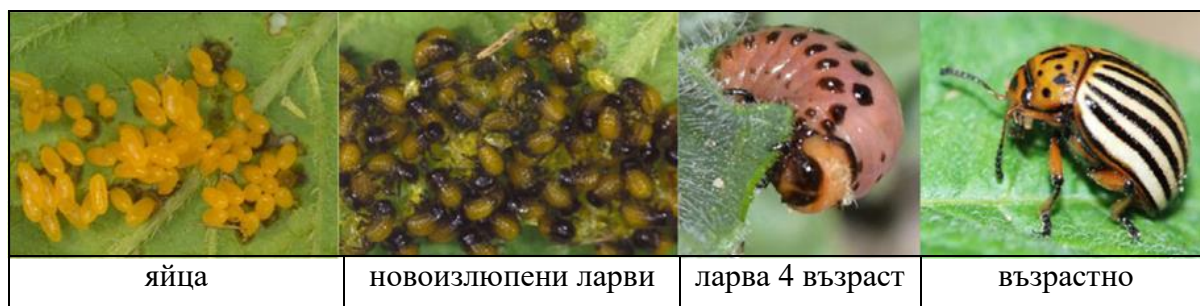 яйца
новоизлюпени ларви
ларва 4 възраст
възрастно